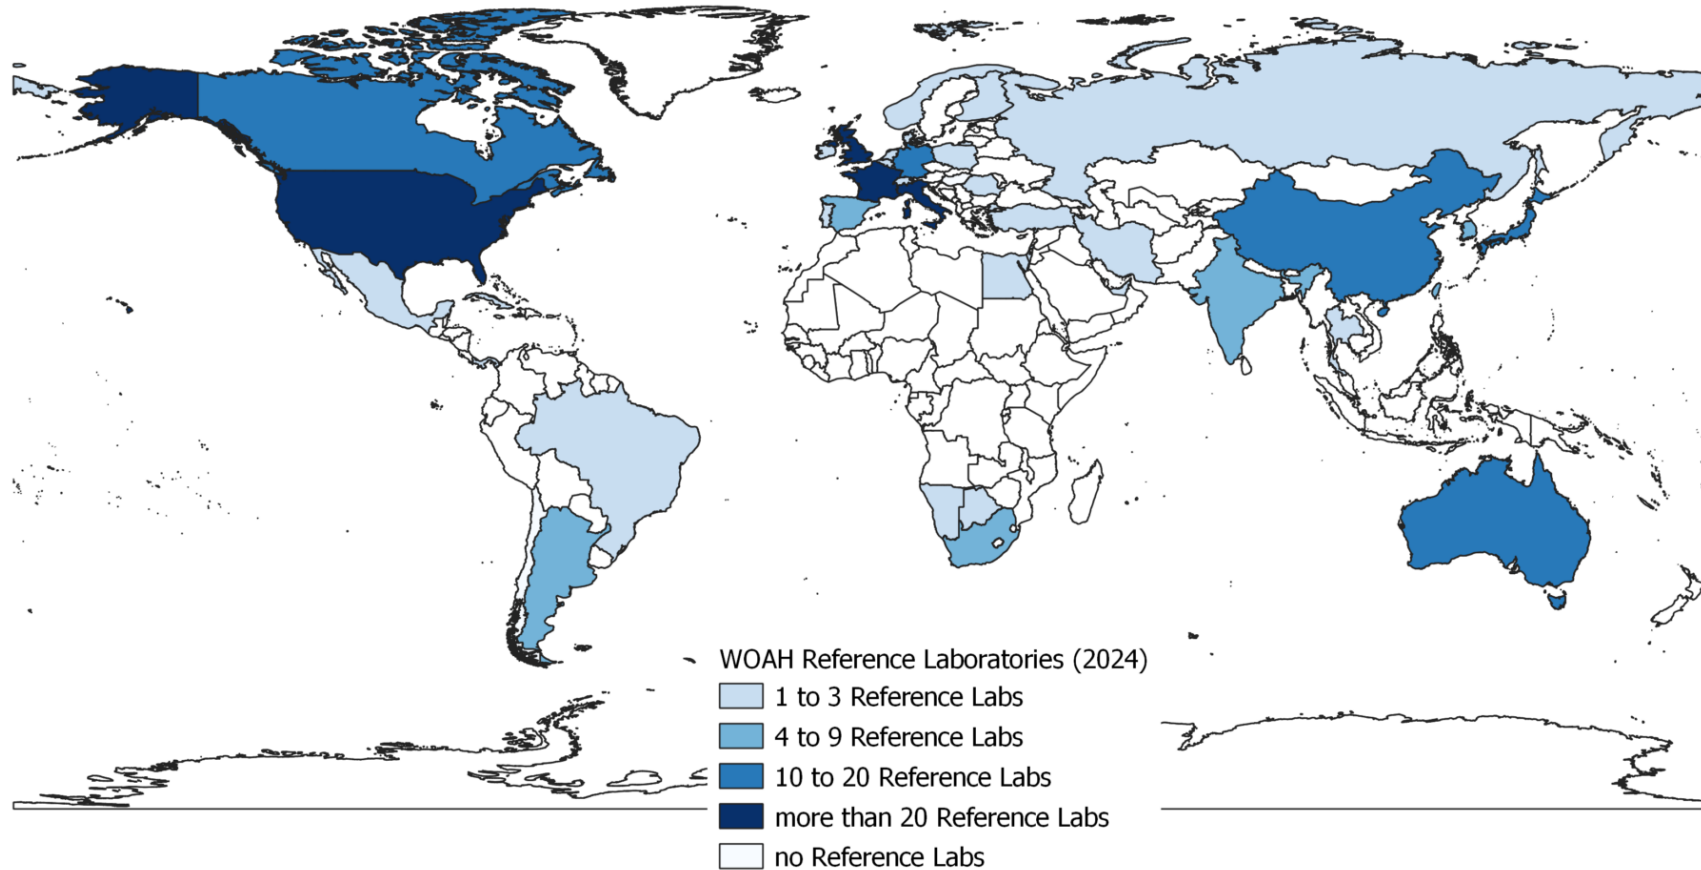 WOAH Reference Laboratories (2024)
1 to 3 Reference Labs
4 to 9 Reference Labs
10 to 20 Reference Labs
more than 20 Reference Labs
no Reference Labs